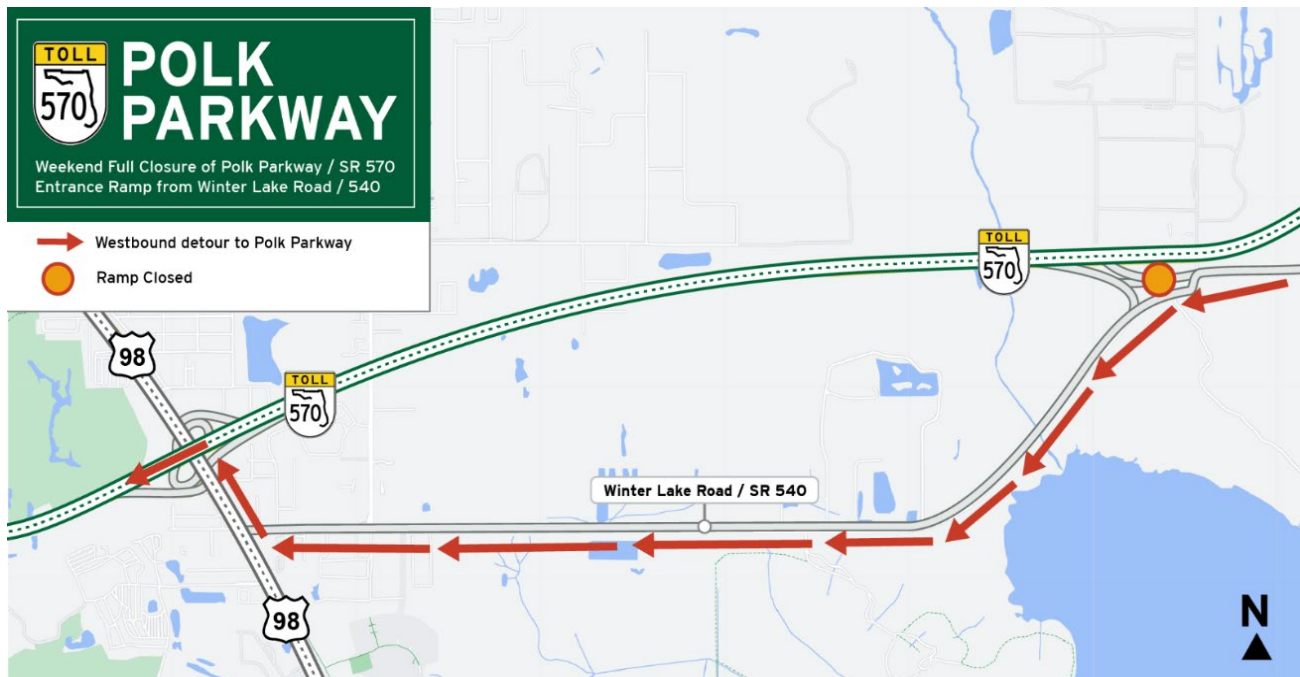 TOLL
570
POLK
PARKWAY
Weekend Full Closure of Polk Parkway / SR 570
Entrance Ramp from Winter Lake Road / 540
Westbound detour to Polk Parkway
Ramp Closed
TOLL
570
98
TOLL
570
Winter Lake Road / SR 540
98
N